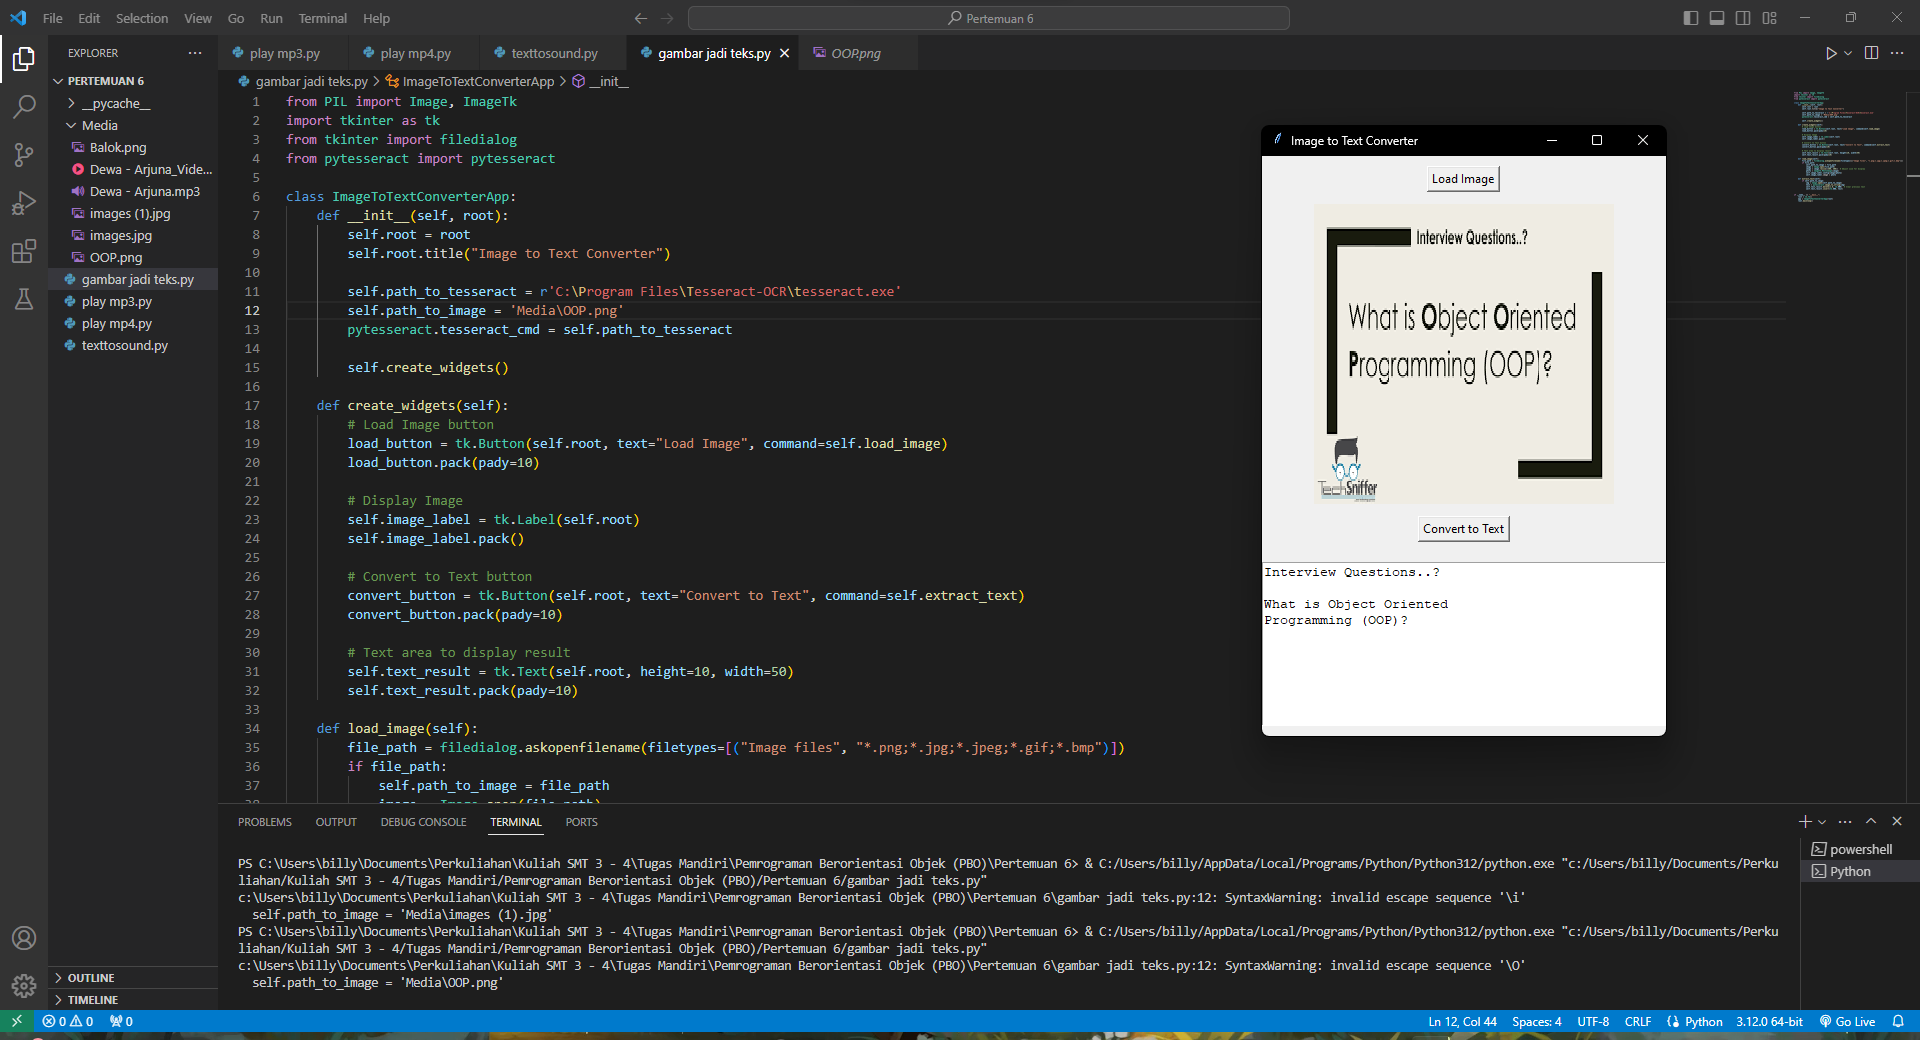 File Edit Selection View Go Run Terminal Help
Pertemuan 6
EXPLORER
PERTEMUAN 6
__pycache__
Media
Balok.png
Dewa - Arjuna_Vide...
Dewa - Arjuna.mp3
images (1).jpg
images.jpg
OOP.png
gambar jadi teks.py
play mp3.py
play mp4.py
texttosound.py
OUTLINE
TIMELINE
play mp3.py play mp4.py texttosound.py gambar jadi teks.py OOP.png
gambar jadi teks.py > ImageToTextConverterApp > __init__
1 from PIL import Image, ImageTk
2 import tkinter as tk
3 from tkinter import filedialog
4 from pytesseract import pytesseract
5
6 class ImageToTextConverterApp:
7 def __init__(self, root):
8 self.root = root
9 self.root.title("Image to Text Converter")
10
11 self.path_to_tesseract = r'C:\Program Files\Tesseract-OCR\tesseract.exe'
12 self.path_to_image = 'Media\OOP.png'
13 pytesseract.tesseract_cmd = self.path_to_tesseract
14
15 self.create_widgets()
16
17 def create_widgets(self):
18 # Load Image button
19 load_button = tk.Button(self.root, text="Load Image", command=self.load_image)
20 load_button.pack(pady=10)
21
22 # Display Image
23 self.image_label = tk.Label(self.root)
24 self.image_label.pack()
25
26 # Convert to Text button
27 convert_button = tk.Button(self.root, text="Convert to Text", command=self.extract_text)
28 convert_button.pack(pady=10)
29
30 # Text area to display result
31 self.text_result = tk.Text(self.root, height=10, width=50)
32 self.text_result.pack(pady=10)
33
34 def load_image(self):
35 file_path = filedialog.askopenfilename(filetypes=[("Image files", "*.png;*.jpg;*.jpeg;*.gif;*.bmp")])
36 if file_path:
37 self.path_to_image = file_path
38 image = Image.open(file_path)
Image to Text Converter
Load Image
Interview Questions..?
What is Object Oriented
Programming (OOP)?
TechSniffer
Convert to Text
Interview Questions..?
What is Object Oriented
Programming (OOP)?
PROBLEMS OUTPUT DEBUG CONSOLE TERMINAL PORTS
PS C:\Users\billy\Documents\Perkuliahan\Kuliah SMT 3 - 4\Tugas Mandiri\Pemrograman Berorientasi Objek (PBO)\Pertemuan 6> & C:/Users/billy/AppData/Local/Programs/Python/Python312/python.exe "c:/Users/billy/Documents/Perku
liahan/Kuliah SMT 3 - 4/Tugas Mandiri/Pemrograman Berorientasi Objek (PBO)/Pertemuan 6/gambar jadi teks.py"
c:\Users\billy\Documents\Perkuliahan\Kuliah SMT 3 - 4\Tugas Mandiri\Pemrograman Berorientasi Objek (PBO)\Pertemuan 6\gambar jadi teks.py:12: SyntaxWarning: invalid escape sequence '\i'
self.path_to_image = 'Media\images (1).jpg'
PS C:\Users\billy\Documents\Perkuliahan\Kuliah SMT 3 - 4\Tugas Mandiri\Pemrograman Berorientasi Objek (PBO)\Pertemuan 6> & C:/Users/billy/AppData/Local/Programs/Python/Python312/python.exe "c:/Users/billy/Documents/Perku
liahan/Kuliah SMT 3 - 4/Tugas Mandiri/Pemrograman Berorientasi Objek (PBO)/Pertemuan 6/gambar jadi teks.py"
c:\Users\billy\Documents\Perkuliahan\Kuliah SMT 3 - 4\Tugas Mandiri\Pemrograman Berorientasi Objek (PBO)\Pertemuan 6\gambar jadi teks.py:12: SyntaxWarning: invalid escape sequence '\O'
self.path_to_image = 'Media\OOP.png'
powershell
Python
0 0 0 Ln 12, Col 44 Spaces: 4 UTF-8 CRLF Python 3.12.0 64-bit Go Live